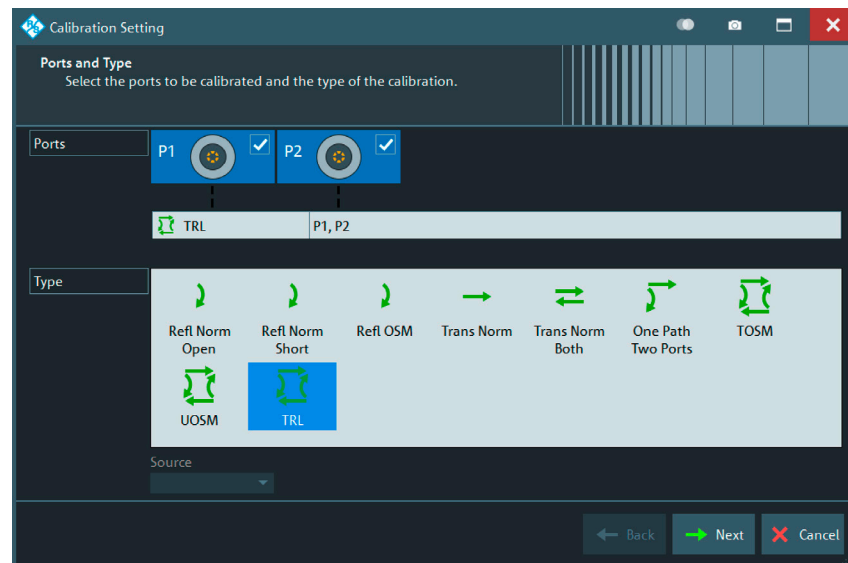 Calibration Setting
Ports and Type
Select the ports to be calibrated and the type of the calibration.
Ports
P1
P2
TRL
P1, P2
Type
Refl Norm Open
Refl Norm Short
Refl OSM
Trans Norm
Trans Norm Both
One Path Two Ports
TOSM
UOSM
TRL
Source
Back
Next
Cancel